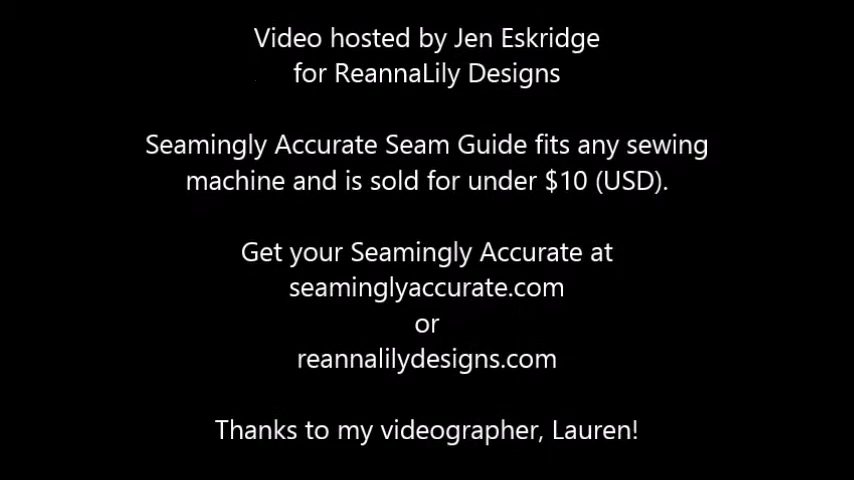 Video hosted by Jen Eskridge
for ReannaLily Designs
Seamingly Accurate Seam Guide fits any sewing
machine and is sold for under $10 (USD).
Get your Seamingly Accurate at
seaminglyaccurate.com
or
reannalilydesigns.com
Thanks to my videographer, Lauren!